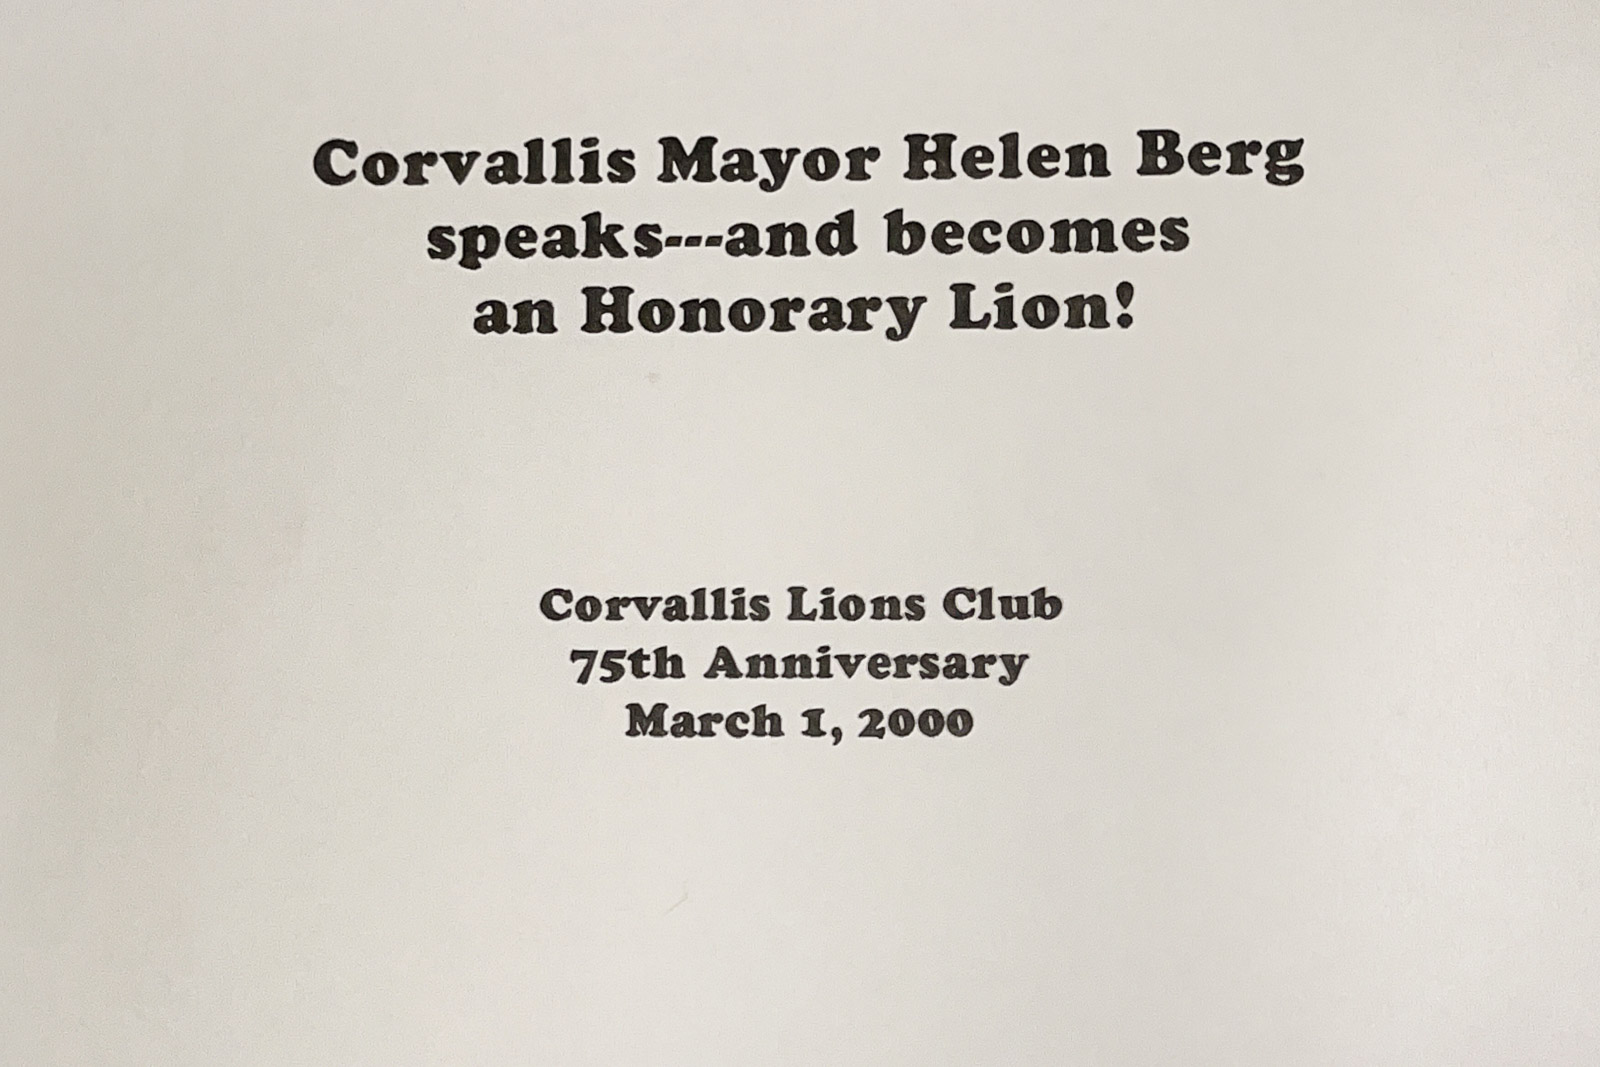 Corvallis Mayor Helen Berg
speaks---and becomes
an Honorary Lion!
Corvallis Lions Club
75th Anniversary
March 1, 2000